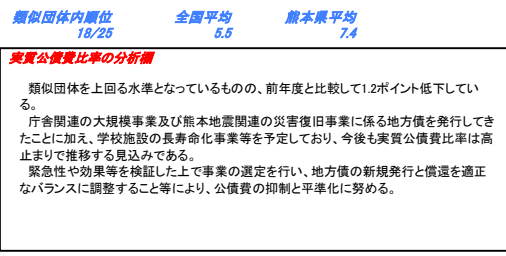 類似団体内順位 全国平均 熊本県平均
18/25 5.5 7.4
実質公債費比率の分析欄
類似団体を上回る水準となっているものの、前年度と比較して1.2ポイント低下してい
る。
庁舎関連の大規模事業及び熊本地震関連の災害復旧事業に係る地方債を発行してき
たことに加え、学校施設の長寿命化事業等を予定しており、今後も実質公債費比率は高
止まりで推移する見込みである。
緊急性や効果等を検証した上で事業の選定を行い、地方債の新規発行と償還を適正
なバランスに調整すること等により、公債費の抑制と平準化に努める。